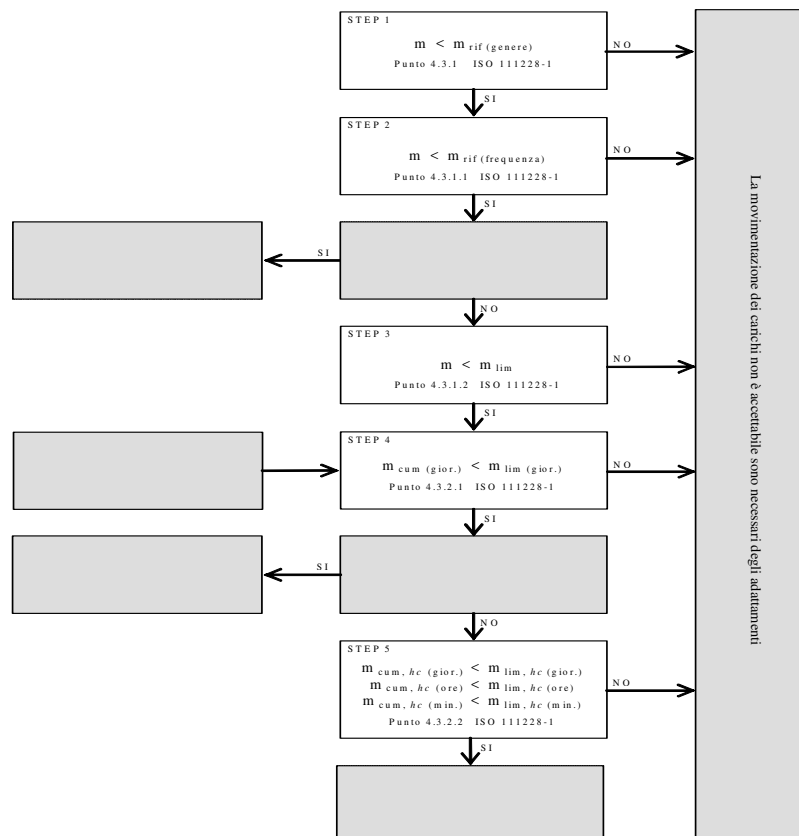 STEP 1
m < m rif (genere)
Punto 4.3.1 ISO 111228-1
NO
SI
STEP 2
m < m rif (frequenza)
Punto 4.3.1.1 ISO 111228-1
NO
SI
SI
NO
STEP 3
m < m lim
Punto 4.3.1.2 ISO 111228-1
NO
SI
STEP 4
m cum (gior.) < m lim (gior.)
Punto 4.3.2.1 ISO 111228-1
NO
SI
SI
NO
STEP 5
m cum, hc (gior.) < m lim, hc (gior.)
m cum, hc (ore) < m lim, hc (ore)
m cum, hc (min.) < m lim, hc (min.)
Punto 4.3.2.2 ISO 111228-1
NO
SI
La movimentazione dei carichi non è accettabile sono necessari degli adattamenti